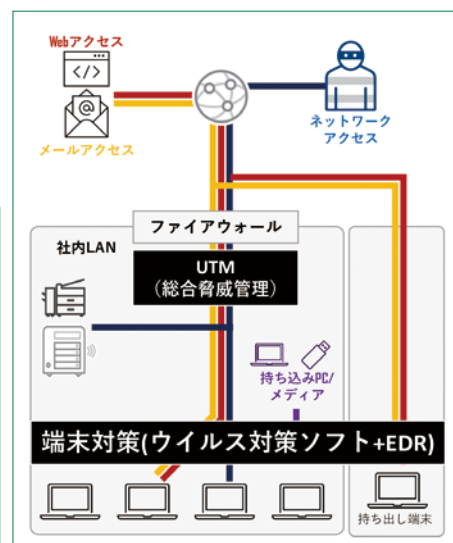 Webアクセス
</>
@
メールアクセス
ネットワーク
アクセス
ファイアウォール
社内LAN
UTM
（総合脅威管理）
持ち込みPC/
メディア
端末対策(ウイルス対策ソフト+EDR)
持ち出し端末